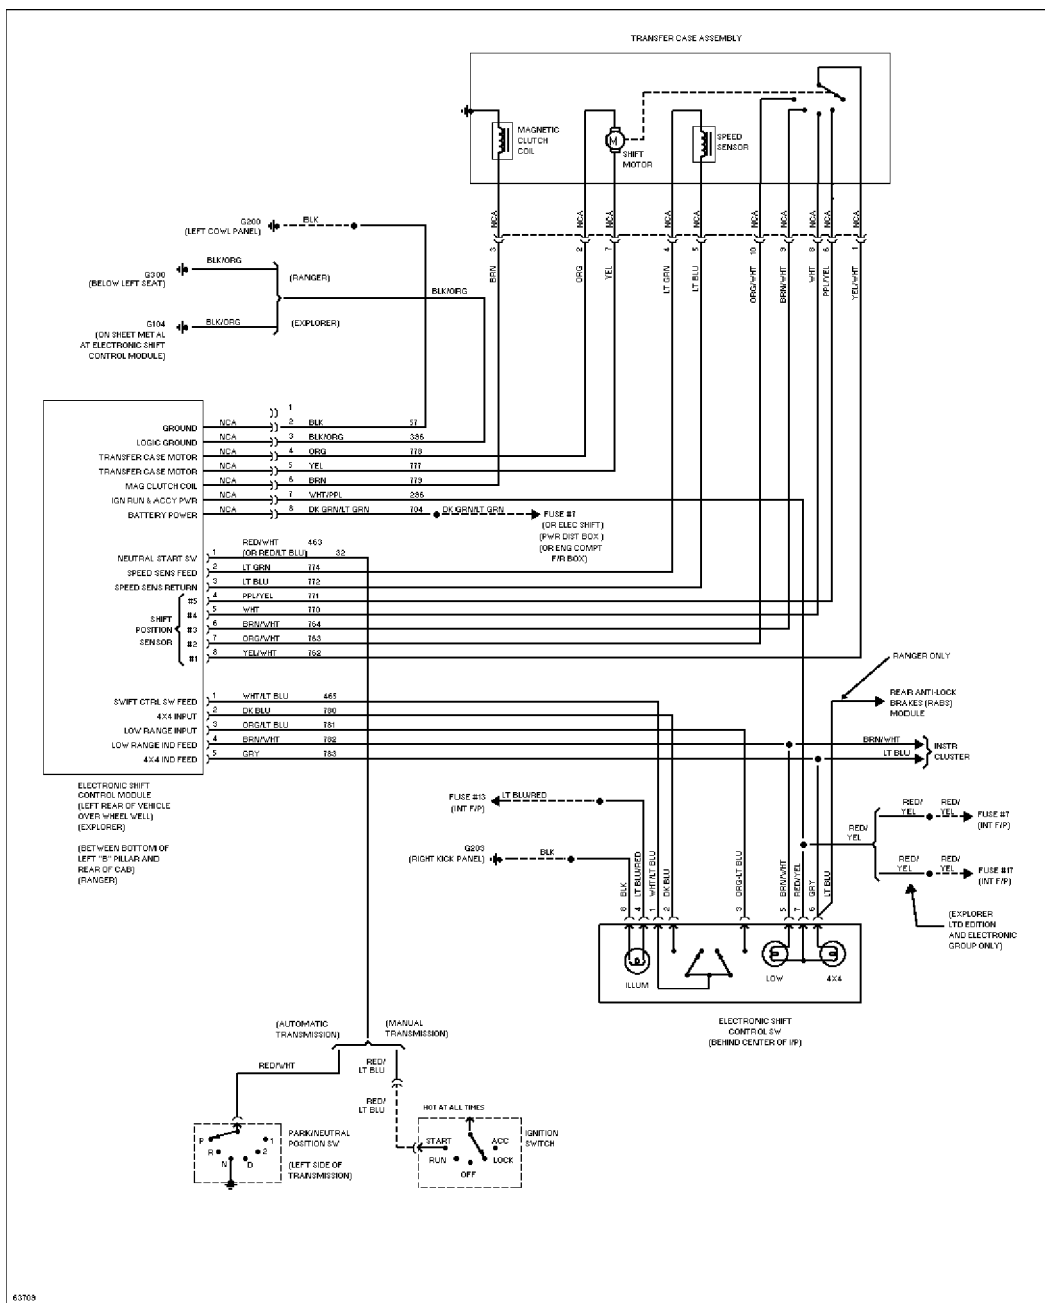 TRANSFER CASE ASSEMBLY
MAGNETIC
CLUTCH
COIL
M
SHIFT
MOTOR
SPEED
SENSOR
NCA NCA NCA NCA NCA NCA NCA NCA NCA NCA
3 2 7 4 5 10 9 8 6 1
BRN ORG YEL LT GRN LT BLU ORG/WHT BRN/WHT WHT PPL/YEL YEL/WHT
G200
(LEFT COWL PANEL)
BLK
G300
(BELOW LEFT SEAT)
BLK/ORG
(RANGER)
BLK/ORG
G104
(ON SHEET METAL
AT ELECTRONIC SHIFT
CONTROL MODULE)
BLK/ORG
(EXPLORER)
1
GROUND NCA 2 BLK 57
LOGIC GROUND NCA 3 BLK/ORG 386
TRANSFER CASE MOTOR NCA 4 ORG 778
TRANSFER CASE MOTOR NCA 5 YEL 777
MAG CLUTCH COIL NCA 6 BRN 779
IGN RUN & ACCY PWR NCA 7 WHT/PPL 286
BATTERY POWER NCA 8 DK GRN/LT GRN 704 DK GRN/LT GRN
FUSE #7
(OR ELEC SHIFT)
(PWR DIST BOX )
(OR ENG COMPT
F/R BOX)
RED/WHT 463
NEUTRAL START SW 1 (OR RED/LT BLU) 32
SPEED SENS FEED 2 LT GRN 774
SPEED SENS RETURN 3 LT BLU 772
#5 4 PPL/YEL 771
SHIFT #4 5 WHT 770
POSITION #3 6 BRN/WHT 764
SENSOR #2 7 ORG/WHT 763
#1 8 YEL/WHT 762
SWIFT CTRL SW FEED 1 WHT/LT BLU 465
4X4 INPUT 2 DK BLU 780
LOW RANGE INPUT 3 ORG/LT BLU 781
LOW RANGE IND FEED 4 BRN/WHT 782
4X4 IND FEED 5 GRY 783
RANGER ONLY
REAR ANTI-LOCK
BRAKES (RABS)
MODULE
BRN/WHT
LT BLU
INSTR
CLUSTER
ELECTRONIC SHIFT
CONTROL MODULE
(LEFT REAR OF VEHICLE
OVER WHEEL WELL)
(EXPLORER)
(BETWEEN BOTTOM OF
LEFT "B" PILLAR AND
REAR OF CAB)
(RANGER)
FUSE #13
(INT F/P)
LT BLU/RED
G203
(RIGHT KICK PANEL)
BLK
RED/
YEL
RED/
YEL
RED/
YEL
FUSE #7
(INT F/P)
RED/
YEL
RED/
YEL
FUSE #17
(INT F/P)
(EXPLORER
LTD EDITION
AND ELECTRONIC
GROUP ONLY)
BLK LT BLU/RED WHT/LT BLU DK BLU ORG-LT BLU BRN/WHT RED/YEL GRY LT BLU
8 4 1 2 3 5 7 6
ILLUM
LOW
4X4
ELECTRONIC SHIFT
CONTROL SW
(BEHIND CENTER OF I/P)
(AUTOMATIC
TRANSMISSION)
(MANUAL
TRANSMISSION)
RED/WHT
RED/
LT BLU
RED/
LT BLU
P R N D 2 1
PARK/NEUTRAL
POSITION SW
(LEFT SIDE OF
TRANSMISSION)
HOT AT ALL TIMES
START
RUN
OFF
LOCK
ACC
IGNITION
SWITCH
63709